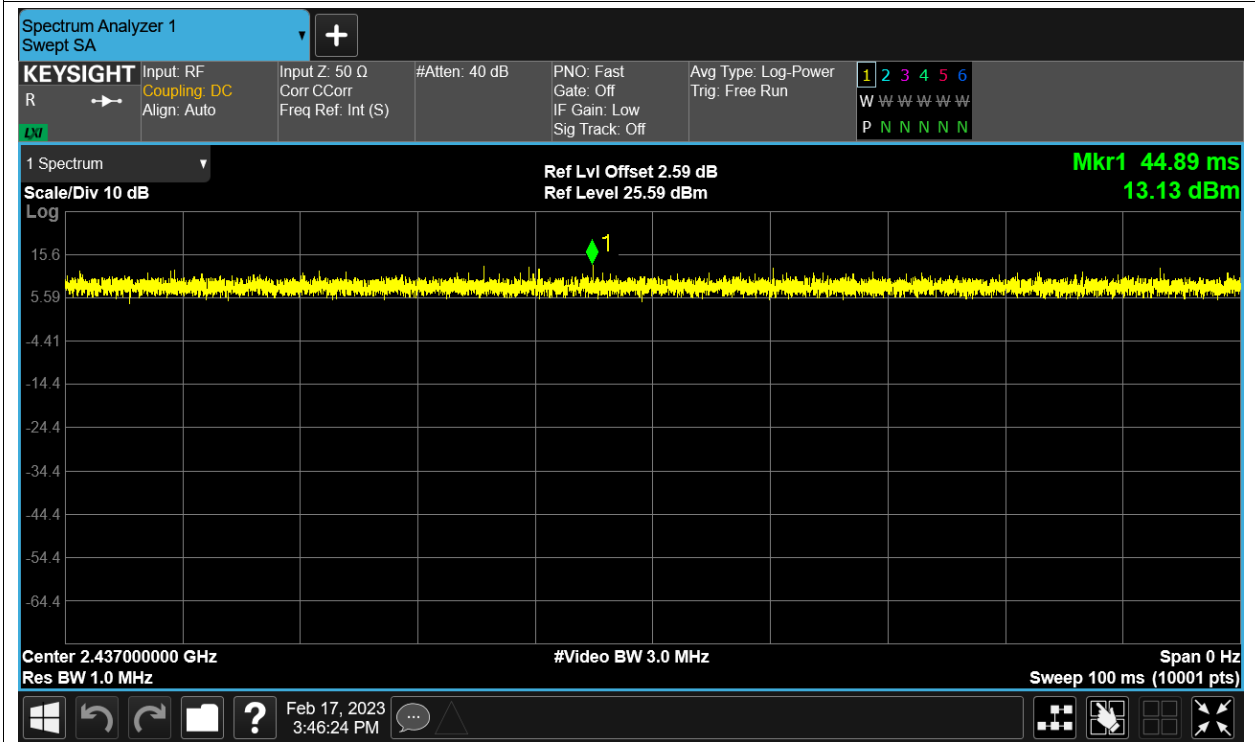 Spectrum Analyzer 1
Swept SA
KEYSIGHT
R
LXI
Input: RF
Coupling: DC
Align: Auto
Input Z: 50 Ω
Corr CCorr
Freq Ref: Int (S)
#Atten: 40 dB
PNO: Fast
Gate: Off
IF Gain: Low
Sig Track: Off
Avg Type: Log-Power
Trig: Free Run
1 2 3 4 5 6
W W W W W W
P N N N N N
1 Spectrum
Scale/Div 10 dB
Log
Ref Lvl Offset 2.59 dB
Ref Level 25.59 dBm
Mkr1 44.89 ms
13.13 dBm
1
15.6
5.59
-4.41
-14.4
-24.4
-34.4
-44.4
-54.4
-64.4
Center 2.437000000 GHz
Res BW 1.0 MHz
#Video BW 3.0 MHz
Span 0 Hz
Sweep 100 ms (10001 pts)
?
Feb 17, 2023
3:46:24 PM